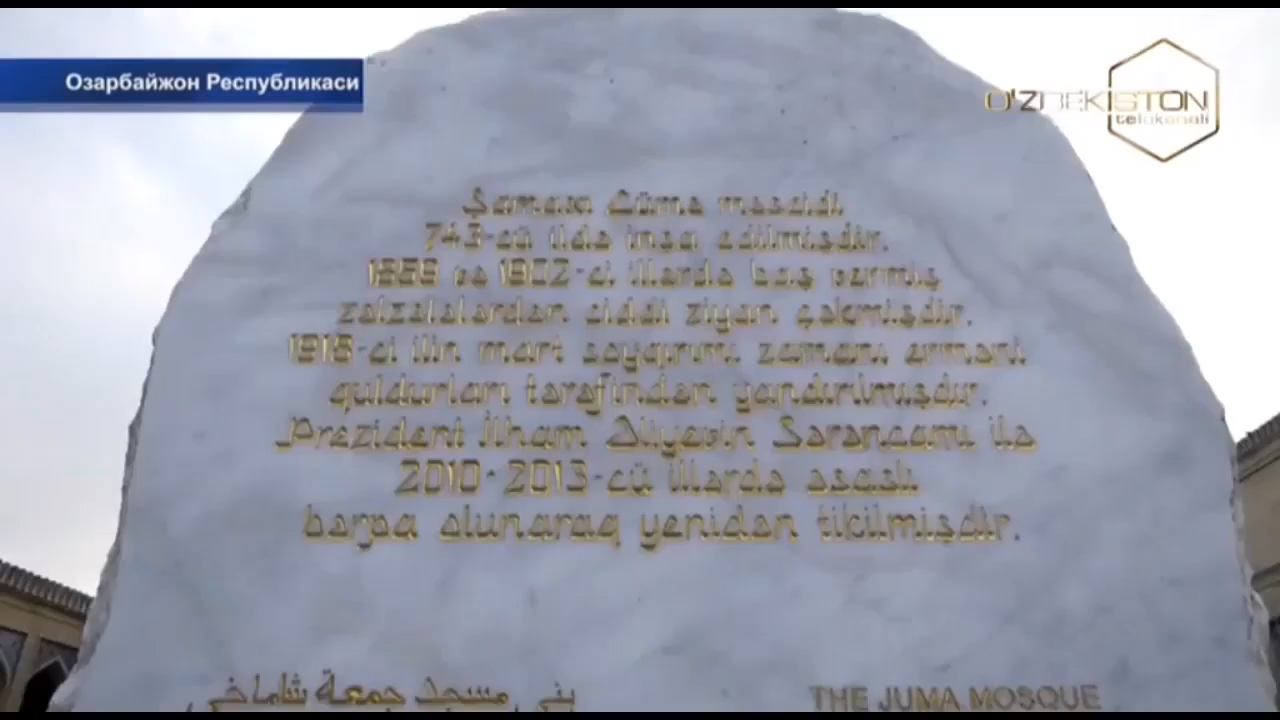 Озарбайжон Республикаси
O'ZBEKISTON
telekanali
Şamaxı Cümə məscidi
743-cü ildə inşa edilmişdir.
1859 və 1902-ci illərdə baş vermiş
zəlzələlərdən ciddi ziyan çəkmişdir.
1918-ci ilin mart soyqırımı zamanı erməni
quldurları tərəfindən yandırılmışdır.
Prezident İlham Əliyevin Sərəncamı ilə
2010-2013-cü illərdə əsaslı
bərpa olunaraq yenidən tikilmişdir.
بني مسجد جمعة شاماخي
THE JUMA MOSQUE